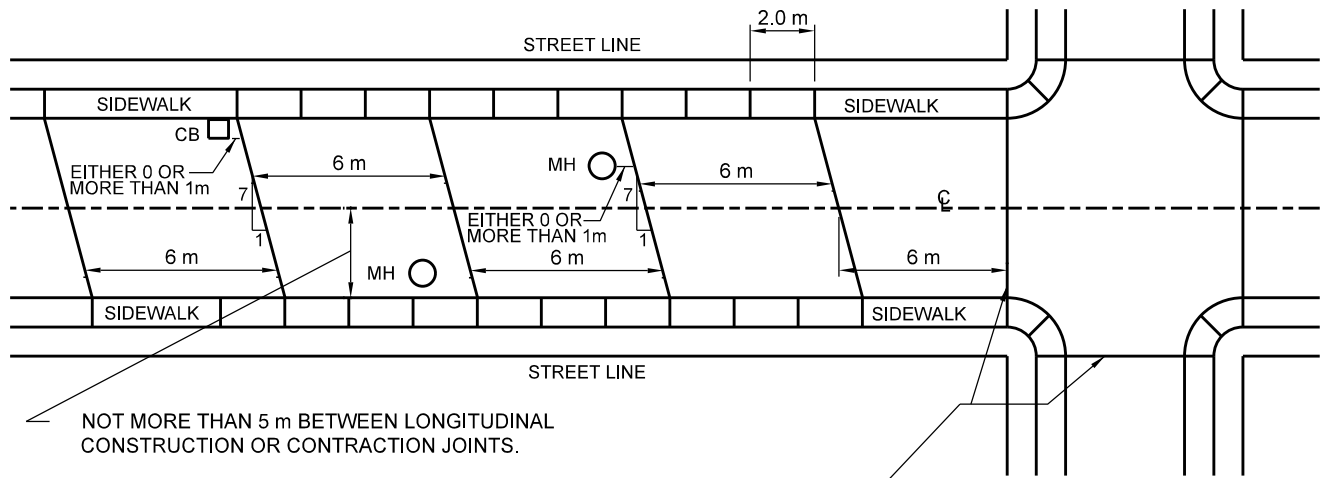 2.0 m
STREET LINE
SIDEWALK
SIDEWALK
CB
EITHER 0 OR
MORE THAN 1m
6 m
MH
6 m
7
1
EITHER 0 OR
MORE THAN 1m
7
1
℄
6 m
MH
6 m
6 m
SIDEWALK
SIDEWALK
STREET LINE
NOT MORE THAN 5 m BETWEEN LONGITUDINAL
CONSTRUCTION OR CONTRACTION JOINTS.